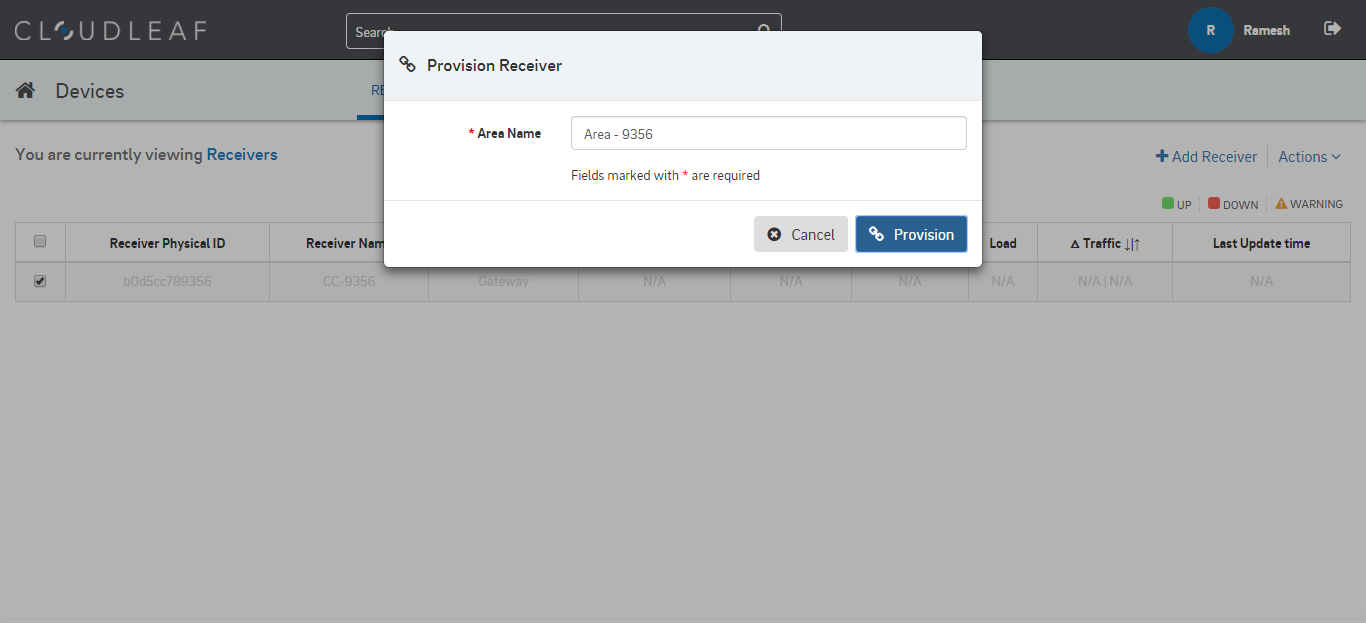 CLOUDLEAF
Search
R
Ramesh
Provision Receiver
Devices
RE
* Area Name
Area - 9356
Fields marked with * are required
You are currently viewing Receivers
Add Receiver
Actions
UP
DOWN
WARNING
Cancel
Provision
Receiver Physical ID
Receiver Nam
Load
Δ Traffic ↓|↑
Last Update time
b0d5cc789356
CC-9356
Gateway
N/A
N/A
N/A
N/A
N/A | N/A
N/A